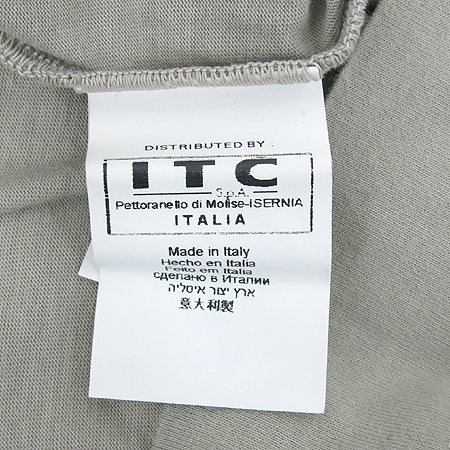 DISTRIBUTED BY :
ITC
S.p.A.
Pettoranello di Molise-ISERNIA
ITALIA
Made in Italy
Hecho en Italia
Feito em Italia
сделано в Италии
ארץ יצור איטליה
意大利製